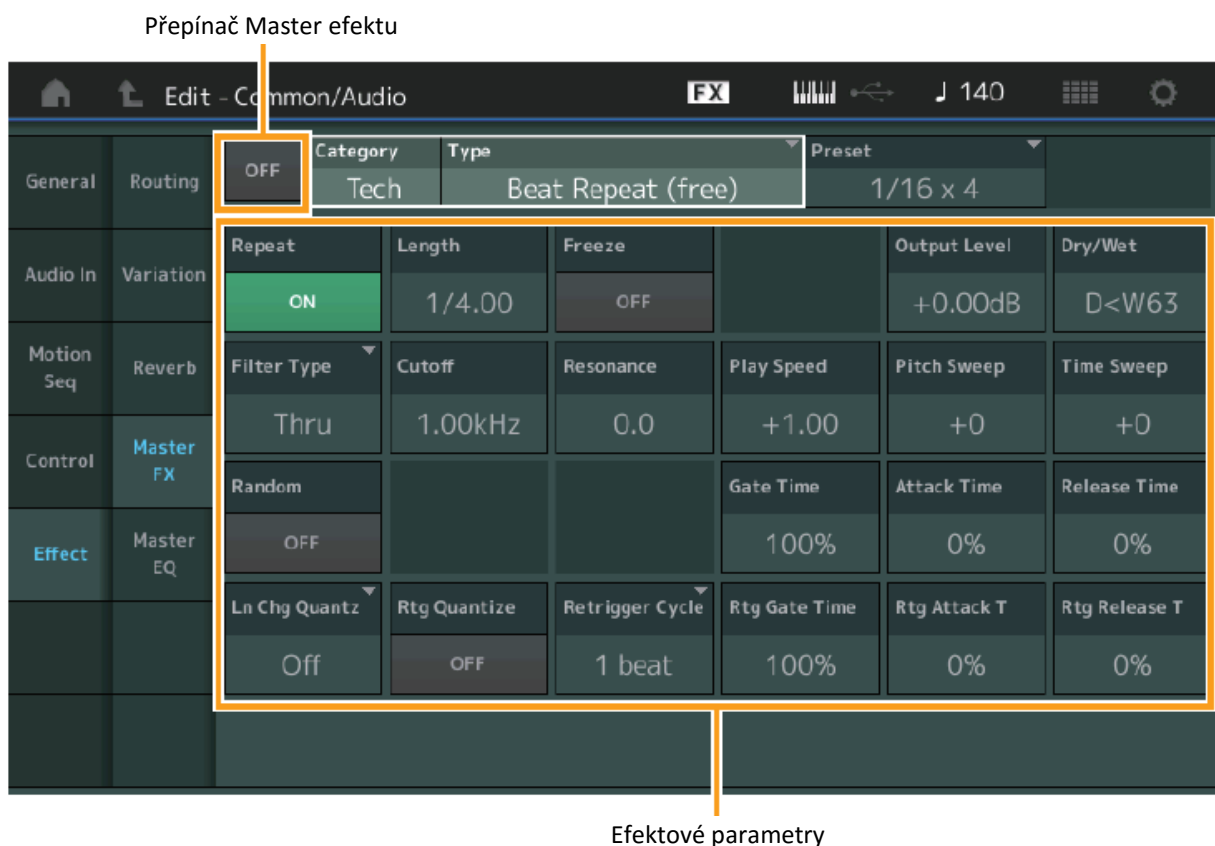 Přepínač Master efektu
Edit - Common/Audio FX 140
OFF Category Type Preset
Tech Beat Repeat (free) 1/16 x 4
General Routing
Repeat Length Freeze Output Level Dry/Wet
Audio In Variation
ON 1/4.00 OFF +0.00dB D<W63
Motion Seq Reverb
Filter Type Cutoff Resonance Play Speed Pitch Sweep Time Sweep
Thru 1.00kHz 0.0 +1.00 +0 +0
Control Master FX
Random Gate Time Attack Time Release Time
Effect Master EQ
OFF 100% 0% 0%
Ln Chg Quantz Rtg Quantize Retrigger Cycle Rtg Gate Time Rtg Attack T Rtg Release T
Off OFF 1 beat 100% 0% 0%
Efektové parametry